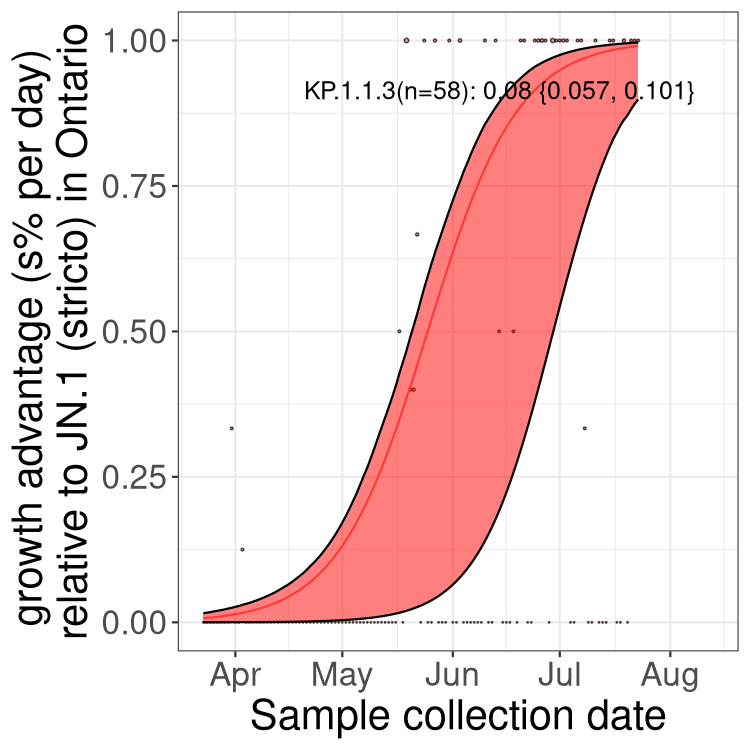 growth advantage (s% per day)
relative to JN.1 (stricto) in Ontario
1.00
0.75
0.50
0.25
0.00
KP.1.1.3(n=58): 0.08 {0.057, 0.101}
Apr May Jun Jul Aug
Sample collection date